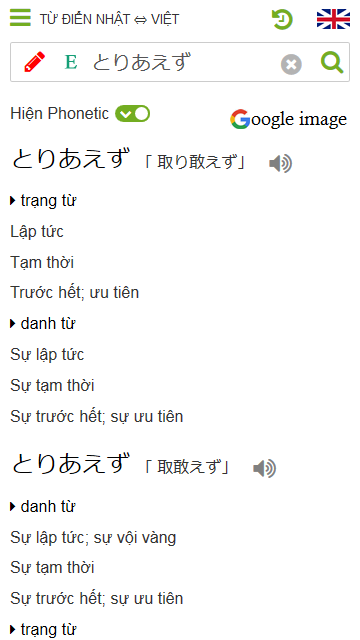 TỪ ĐIỂN NHẬT ⇔ VIỆT
E とりあえず
Hiện Phonetic
Google image
とりあえず 「 取り敢えず」
trạng từ
Lập tức
Tạm thời
Trước hết; ưu tiên
danh từ
Sự lập tức
Sự tạm thời
Sự trước hết; sự ưu tiên
とりあえず 「 取敢えず」
danh từ
Sự lập tức; sự vội vàng
Sự tạm thời
Sự trước hết; sự ưu tiên
trạng từ